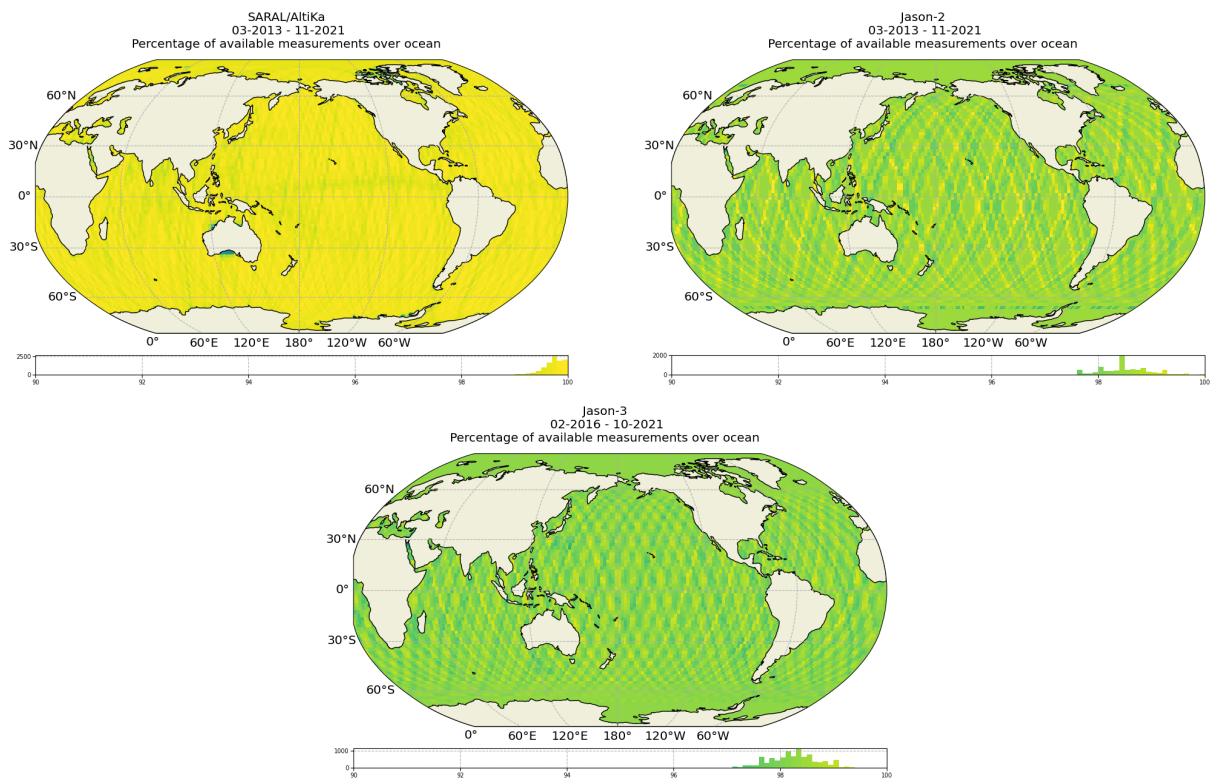 SARAL/AltiKa
03-2013 - 11-2021
Percentage of available measurements over ocean
60°N
30°N
0°
30°S
60°S
0° 60°E 120°E 180° 120°W 60°W
2500
0
90 92 94 96 98 100
Jason-2
03-2013 - 11-2021
Percentage of available measurements over ocean
60°N
30°N
0°
30°S
60°S
0° 60°E 120°E 180° 120°W 60°W
2000
0
90 92 94 96 98 100
Jason-3
02-2016 - 10-2021
Percentage of available measurements over ocean
60°N
30°N
0°
30°S
60°S
0° 60°E 120°E 180° 120°W 60°W
1000
0
90 92 94 96 98 100